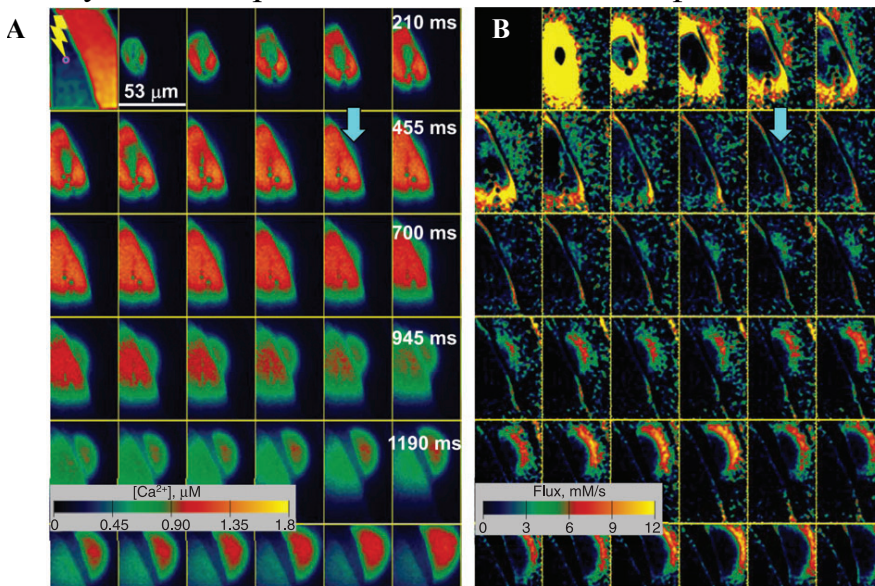 A
B
210 ms
53 μm
455 ms
700 ms
945 ms
1190 ms
[Ca²⁺], μM
0 0.45 0.90 1.35 1.8
Flux, mM/s
0 3 6 9 12